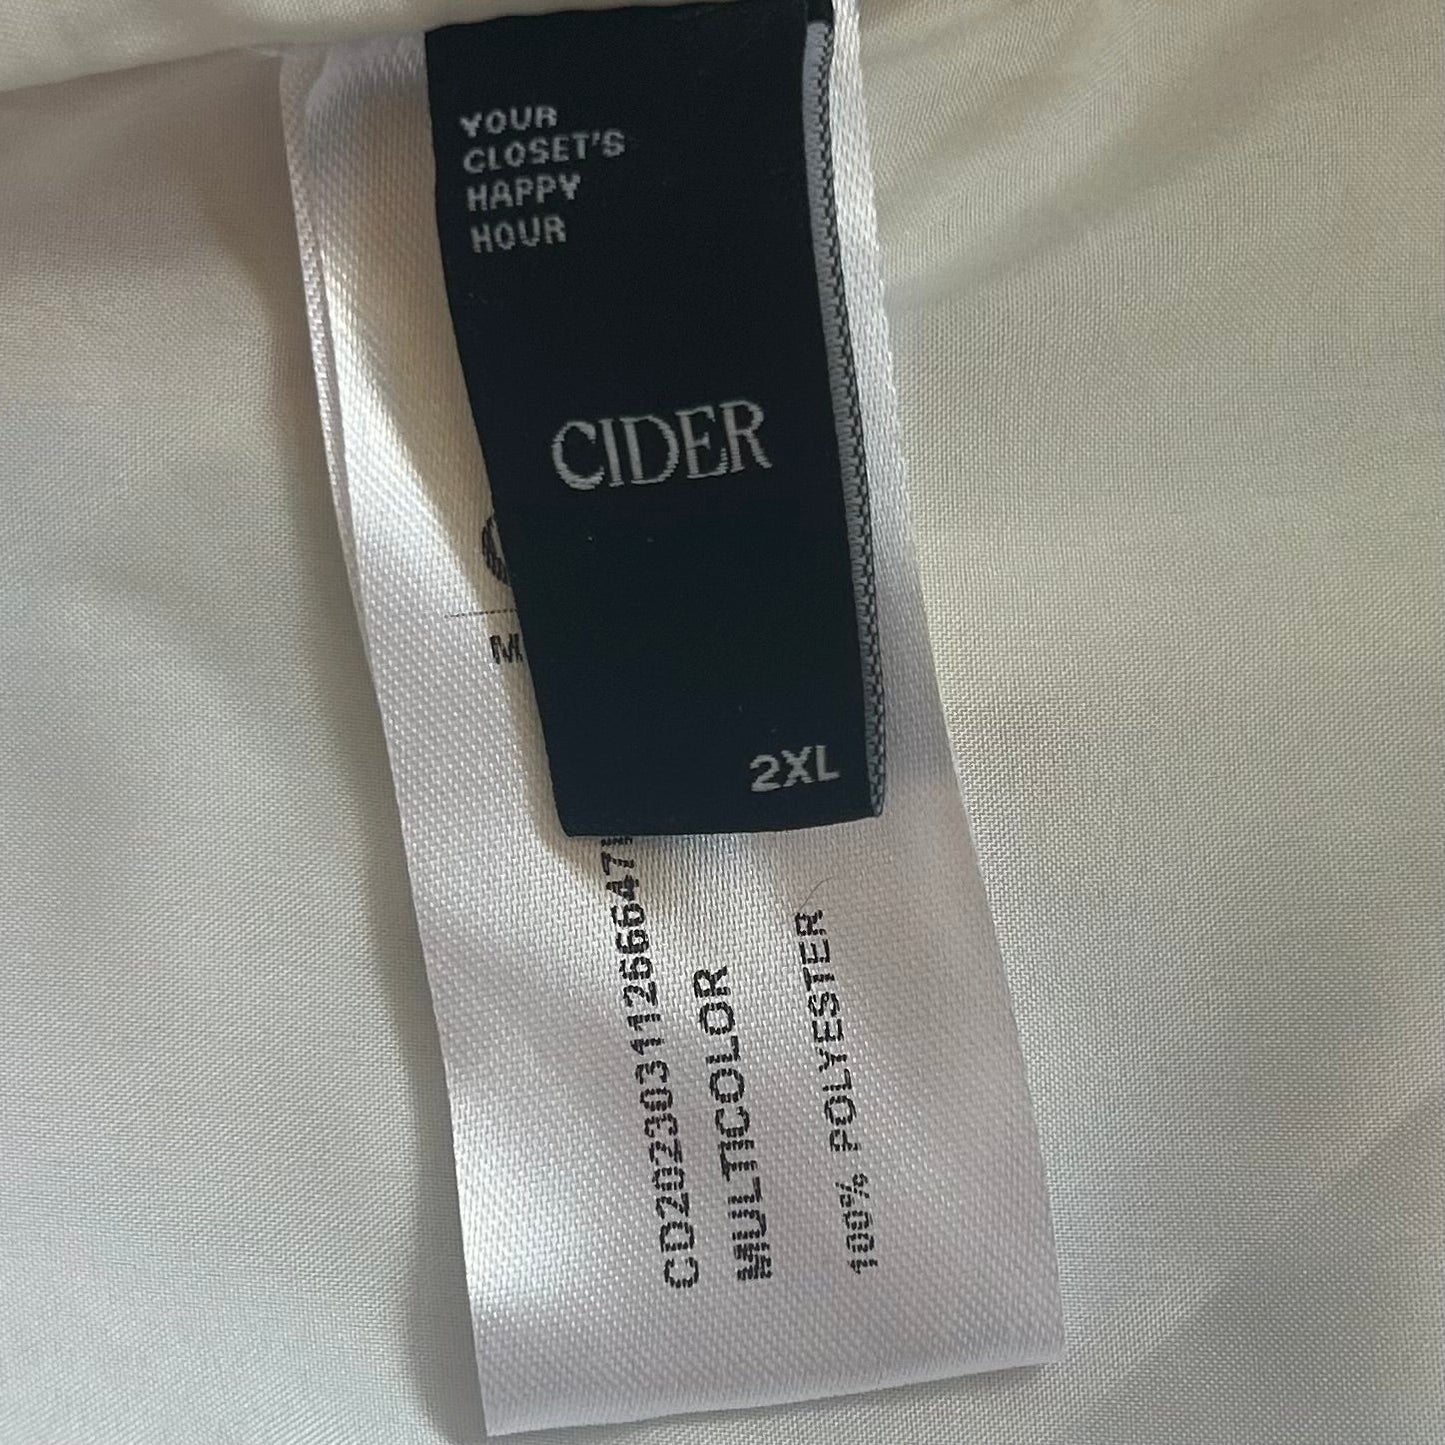 YOUR
CLOSET'S
HAPPY
HOUR
CIDER
2XL
M
MULTICOLOR
100% POLYESTER